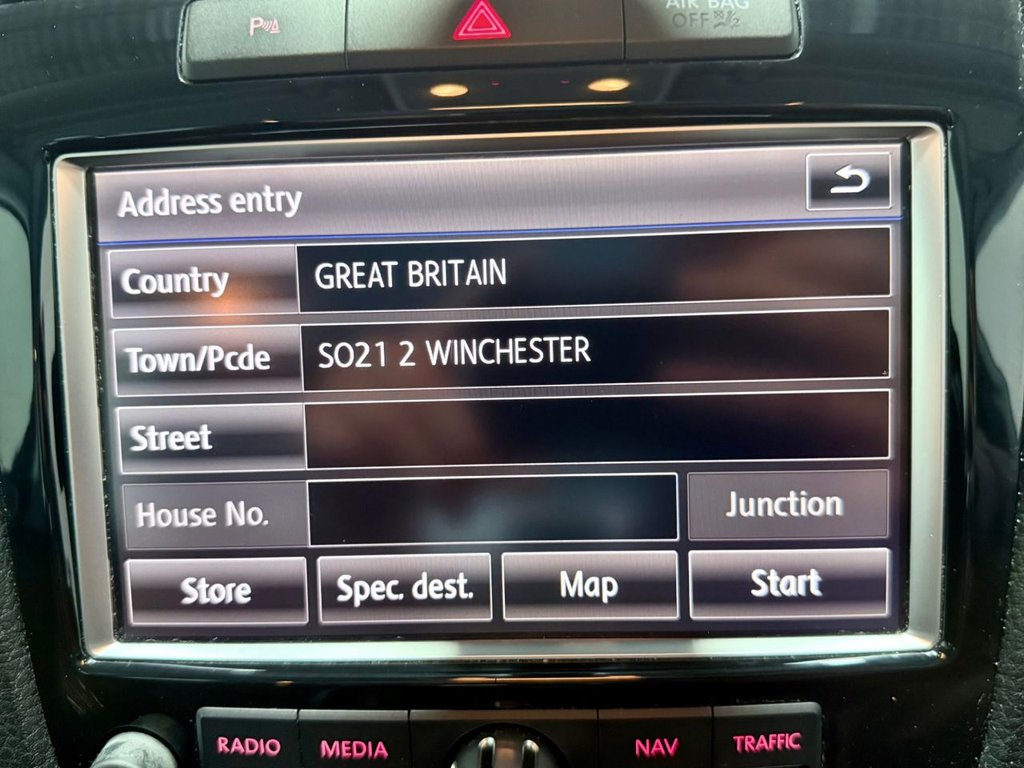 P
AIR BAG
OFF
Address entry
Country GREAT BRITAIN
Town/Pcde SO21 2 WINCHESTER
Street
House No. Junction
Store Spec. dest. Map Start
RADIO MEDIA NAV TRAFFIC